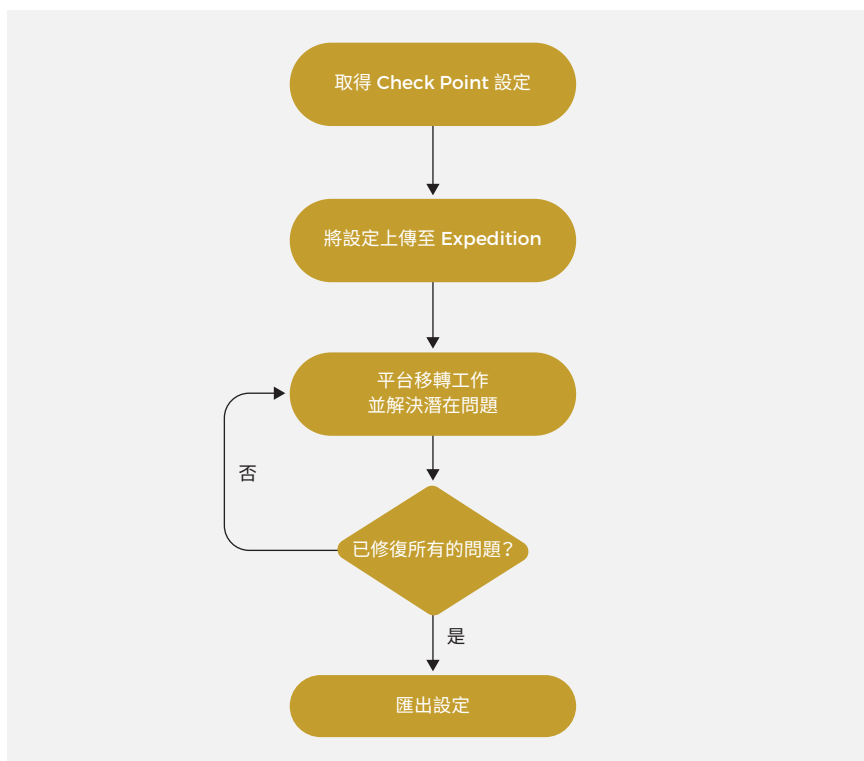 取得 Check Point 設定
將設定上傳至 Expedition
平台移轉工作
並解決潛在問題
否
已修復所有的問題？
是
匯出設定